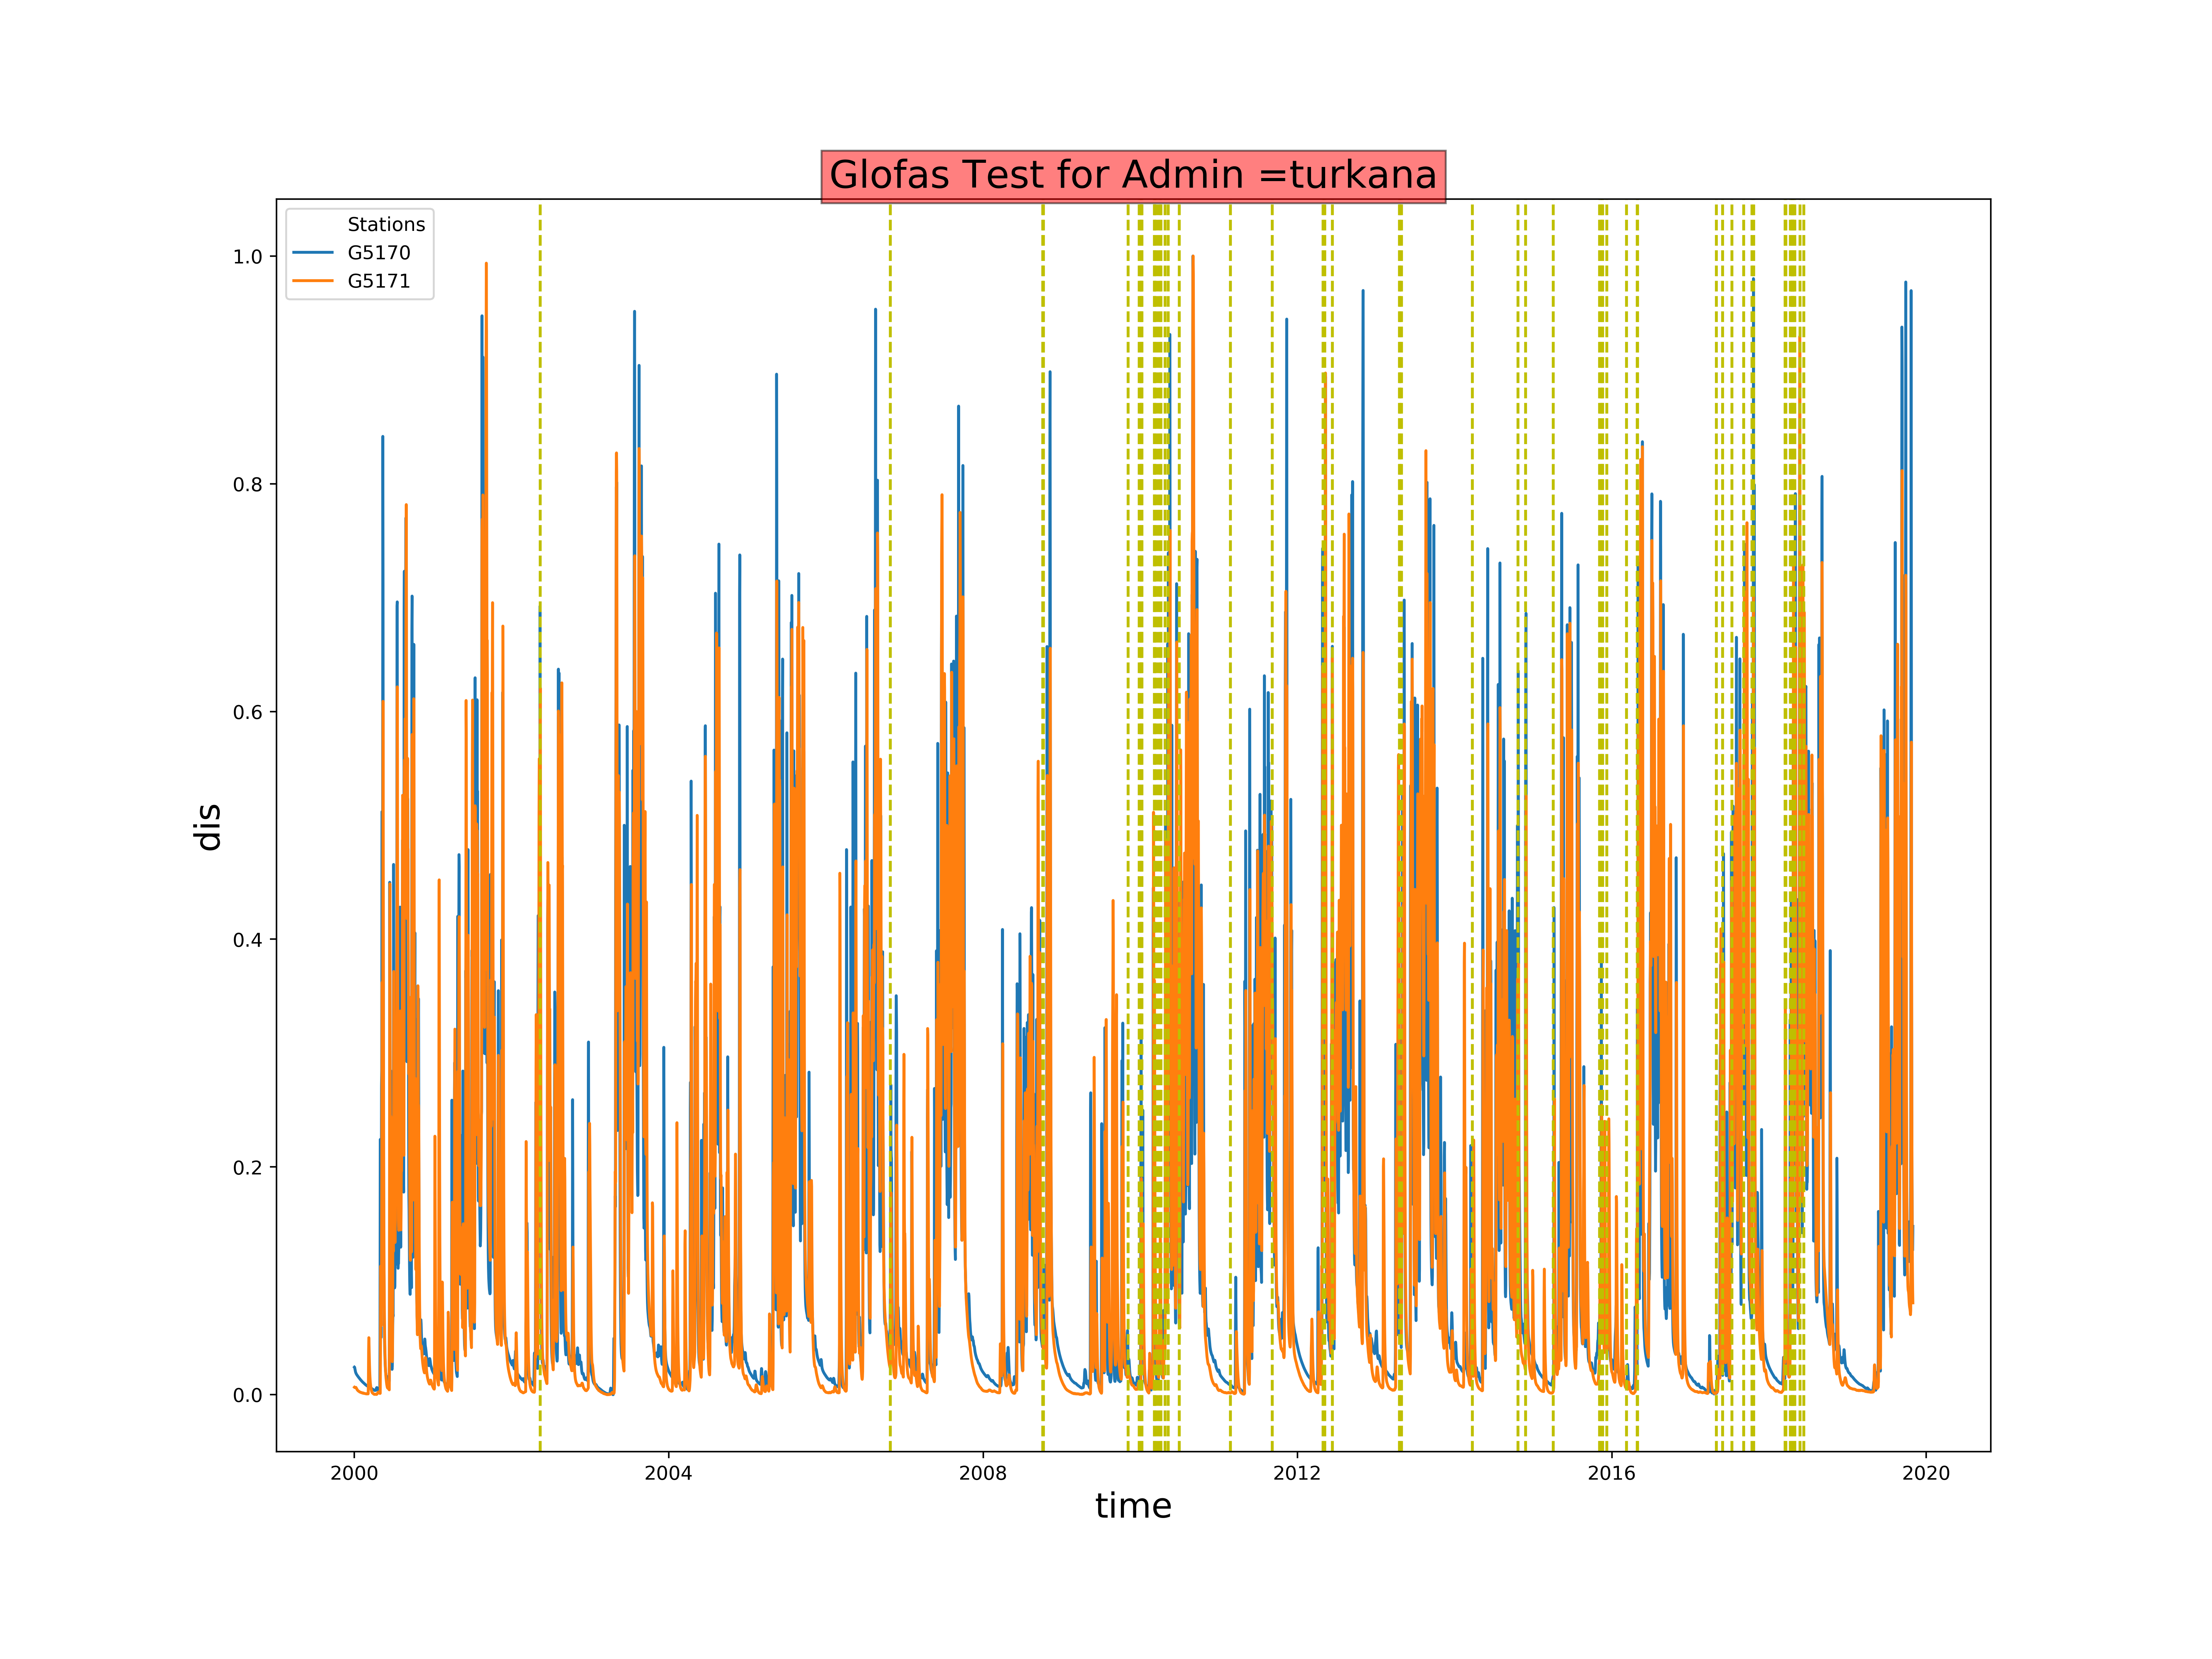 Glofas Test for Admin =turkana
Stations
G5170
G5171
1.0
0.8
0.6
0.4
0.2
0.0
dis
2000 2004 2008 2012 2016 2020
time